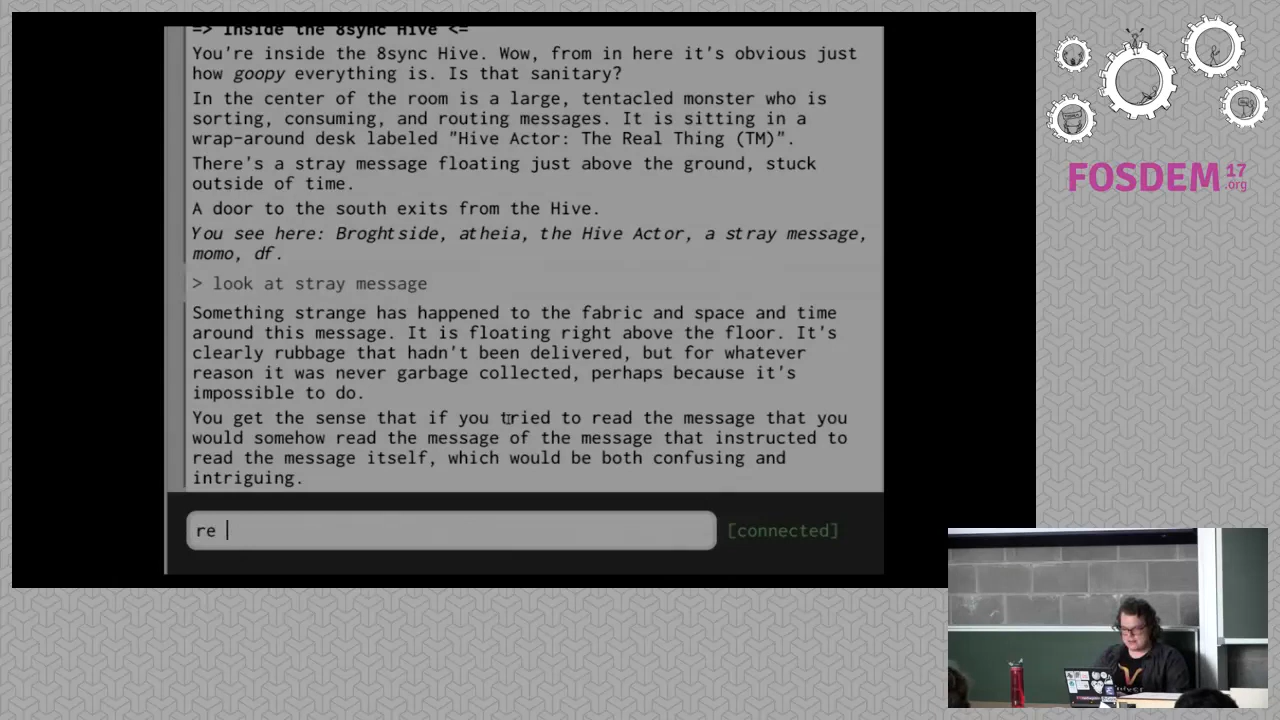 => Inside the 8sync Hive <=
You're inside the 8sync Hive. Wow, from in here it's obvious just
how goopy everything is. Is that sanitary?
In the center of the room is a large, tentacled monster who is
sorting, consuming, and routing messages. It is sitting in a
wrap-around desk labeled "Hive Actor: The Real Thing (TM)".
There's a stray message floating just above the ground, stuck
outside of time.
A door to the south exits from the Hive.
You see here: Broghtside, atheia, the Hive Actor, a stray message,
momo, df.
> look at stray message
Something strange has happened to the fabric and space and time
around this message. It is floating right above the floor. It's
clearly rubbage that hadn't been delivered, but for whatever
reason it was never garbage collected, perhaps because it's
impossible to do.
You get the sense that if you tried to read the message that you
would somehow read the message of the message that instructed to
read the message itself, which would be both confusing and
intriguing.
re
[connected]
FOSDEM 17
.org